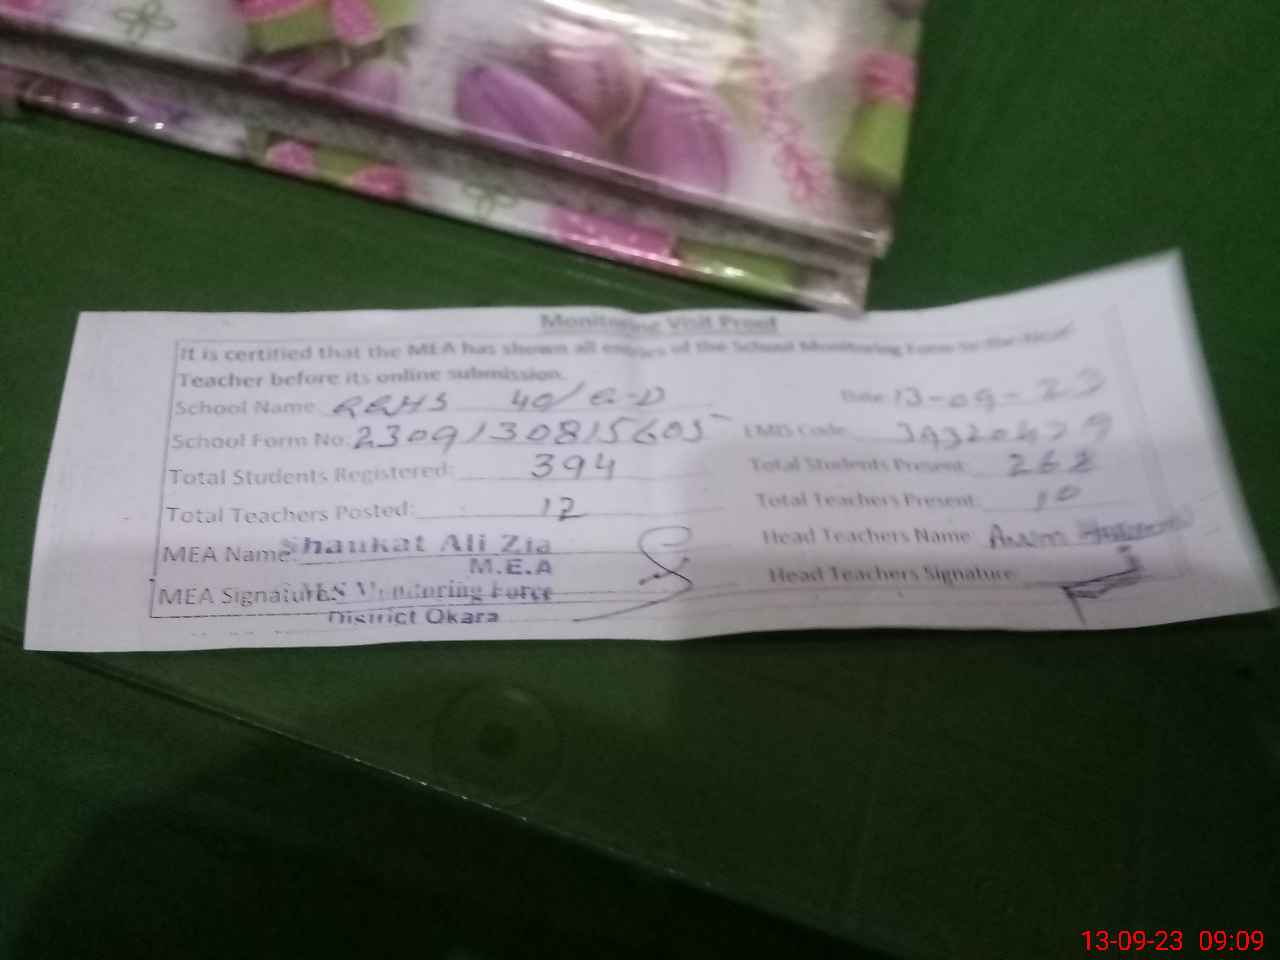 Monitoring Visit Proof
It is certified that the MEA has shown all entries of the School Monitoring Form to the Head
Teacher before its online submission.
School Name 40/G-D Date 13-09-23
School Form No: 2309130815605 EMIS Code
Total Students Registered: 394 Total Students Present 262
Total Teachers Posted: 12 Total Teachers Present 10
MEA Name: Shaukat Ali Zia Head Teachers Name
M.E.A
MEA Signature Monitoring Force Head Teachers Signature
District Okara
13-09-23 09:09